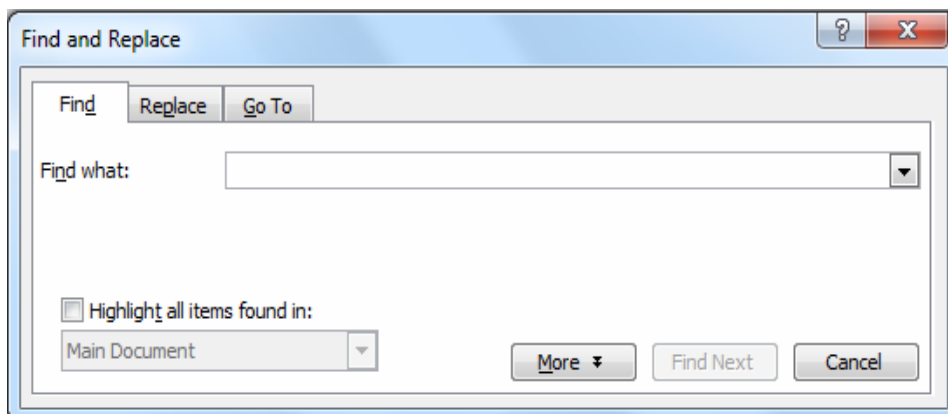 Find and Replace ?
Find Replace Go To
Find what:
Highlight all items found in:
Main Document
More Find Next Cancel